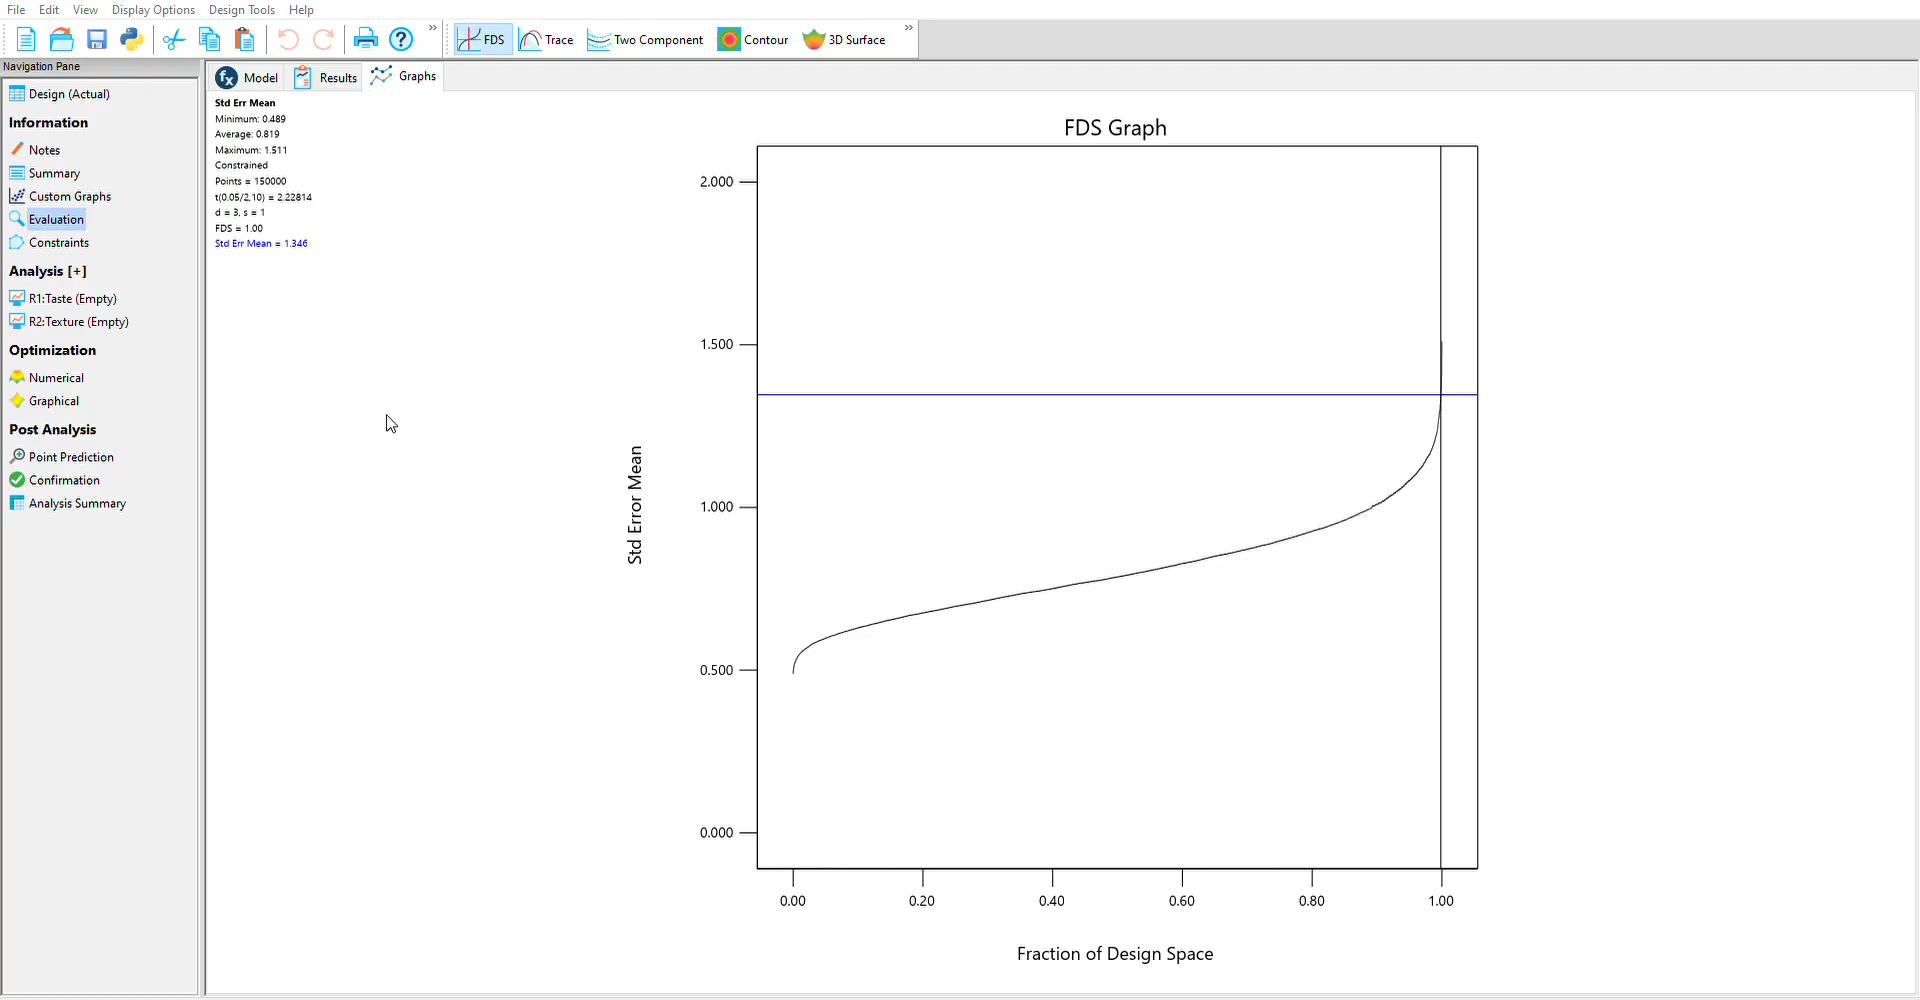 File Edit View Display Options Design Tools Help
FDS Trace Two Component Contour 3D Surface
Navigation Pane
Design (Actual)
Information
Notes
Summary
Custom Graphs
Evaluation
Constraints
Analysis [+]
R1:Taste (Empty)
R2:Texture (Empty)
Optimization
Numerical
Graphical
Post Analysis
Point Prediction
Confirmation
Analysis Summary
Model Results Graphs
Std Err Mean
Minimum: 0.489
Average: 0.819
Maximum: 1.511
Constrained
Points = 150000
t(0.05/2,10) = 2.22814
d = 3, s = 1
FDS = 1.00
Std Err Mean = 1.346
FDS Graph
2.000
1.500
1.000
0.500
0.000
Std Error Mean
0.00 0.20 0.40 0.60 0.80 1.00
Fraction of Design Space